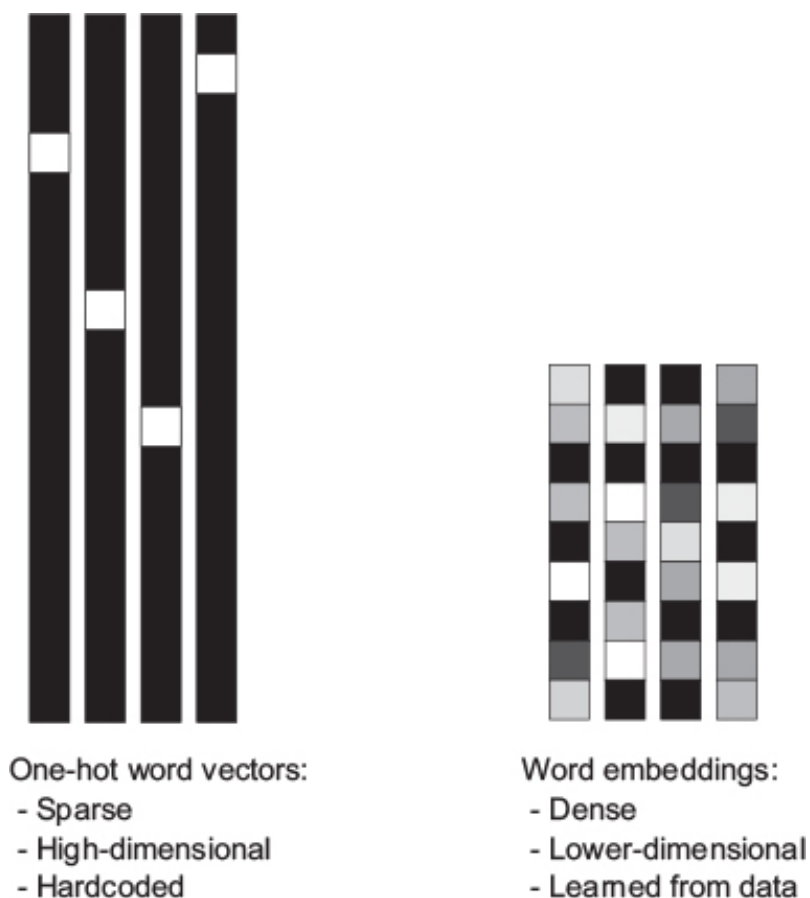 One-hot word vectors:
- Sparse
- High-dimensional
- Hardcoded
Word embeddings:
- Dense
- Lower-dimensional
- Learned from data